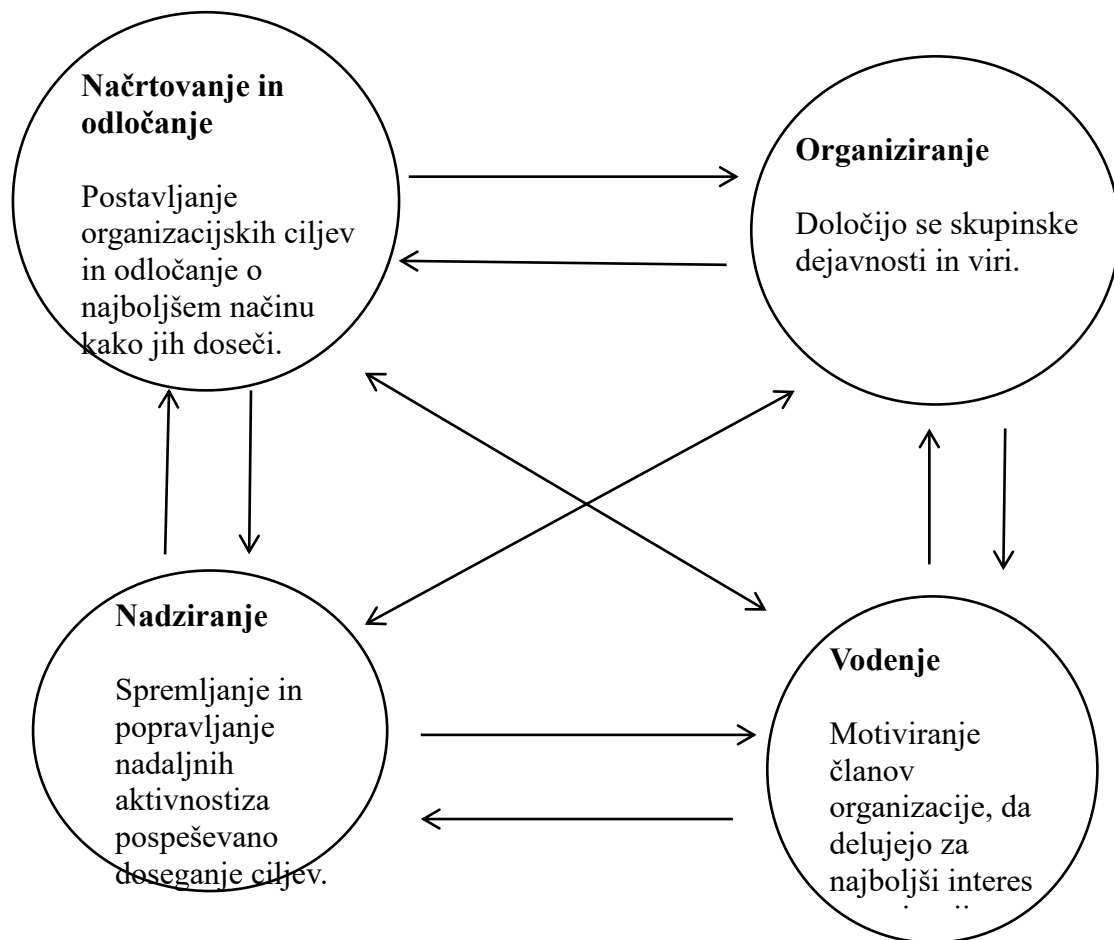 Načrtovanje in
odločanje
Postavljanje
organizacijskih ciljev
in odločanje o
najboljšem načinu
kako jih doseči.
Organiziranje
Določijo se skupinske
dejavnosti in viri.
Nadziranje
Spremljanje in
popravljanje
nadaljnih
aktivnostiza
pospeševano
doseganje ciljev.
Vodenje
Motiviranje
članov
organizacije, da
delujejo za
najboljši interes